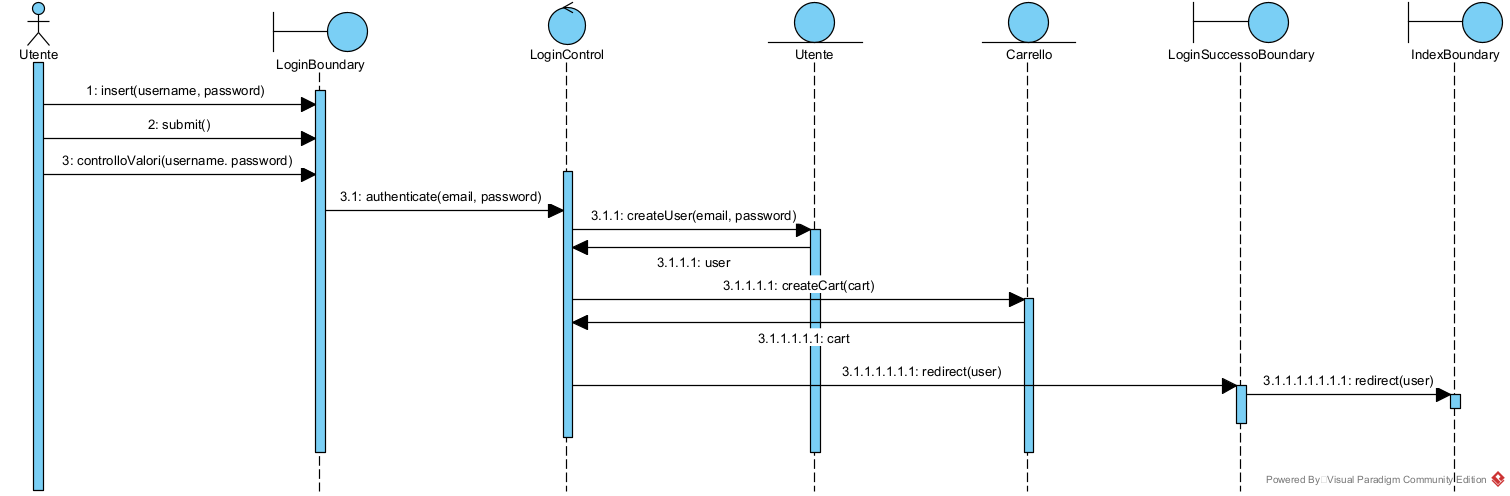 Utente
LoginBoundary
LoginControl
Utente
Carrello
LoginSuccessoBoundary
IndexBoundary
1: insert(username, password)
2: submit()
3: controlloValori(username. password)
3.1: authenticate(email, password)
3.1.1: createUser(email, password)
3.1.1.1: user
3.1.1.1.1: createCart(cart)
3.1.1.1.1.1: cart
3.1.1.1.1.1.1: redirect(user)
3.1.1.1.1.1.1.1: redirect(user)
Powered By Visual Paradigm Community Edition